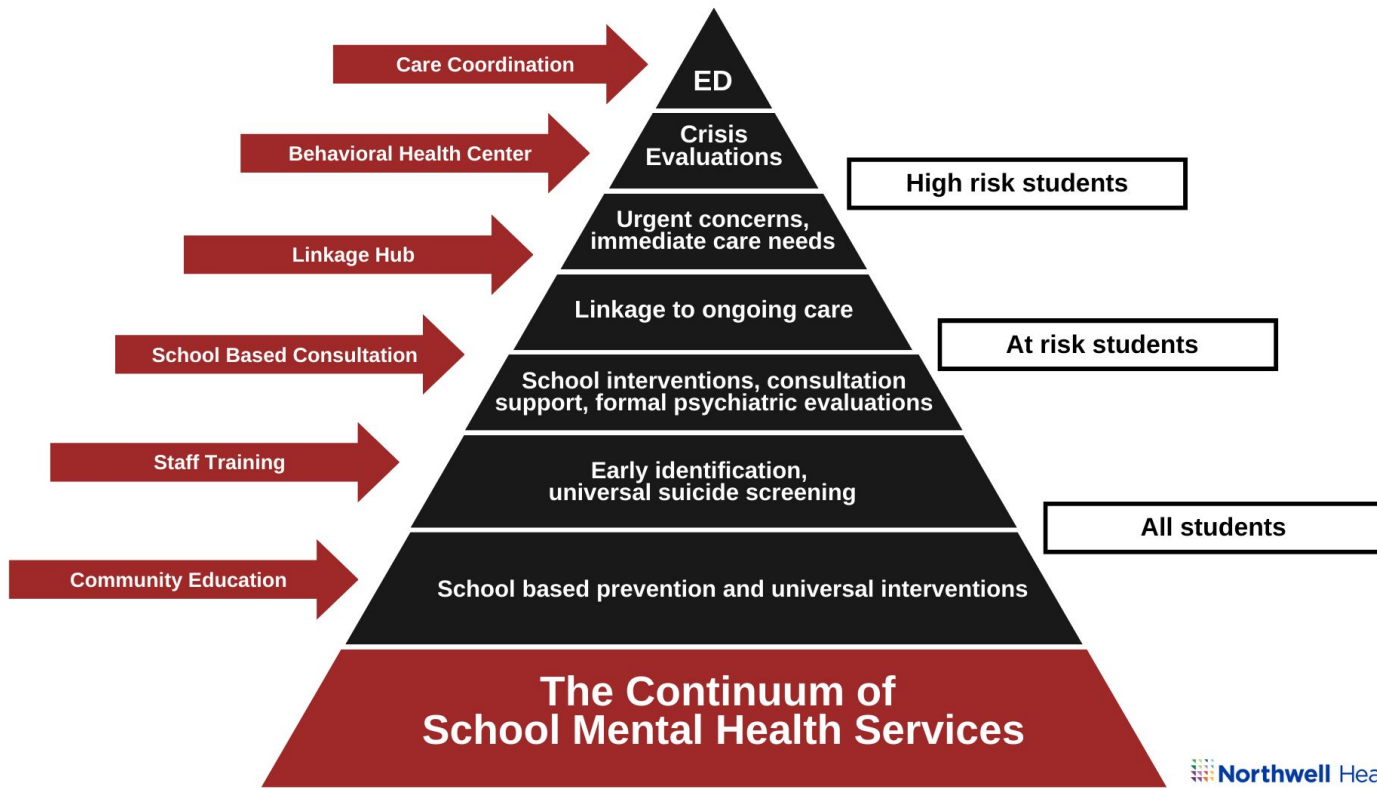 Care Coordination
ED
Behavioral Health Center
Crisis
Evaluations
High risk students
Linkage Hub
Urgent concerns,
immediate care needs
Linkage to ongoing care
At risk students
School Based Consultation
School interventions, consultation
support, formal psychiatric evaluations
Staff Training
Early identification,
universal suicide screening
All students
Community Education
School based prevention and universal interventions
The Continuum of
School Mental Health Services
Northwell Hea